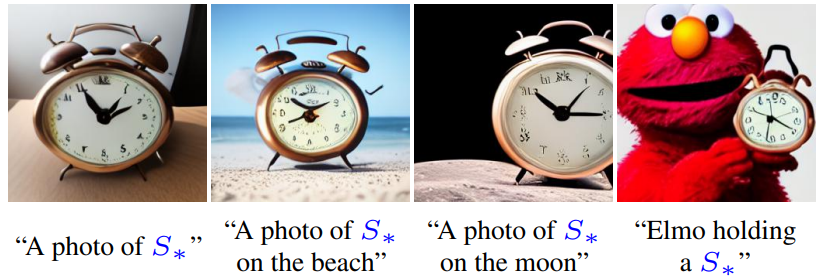 “A photo of S* ”
“A photo of S*
on the beach”
“A photo of S*
on the moon”
“Elmo holding
a S* ”